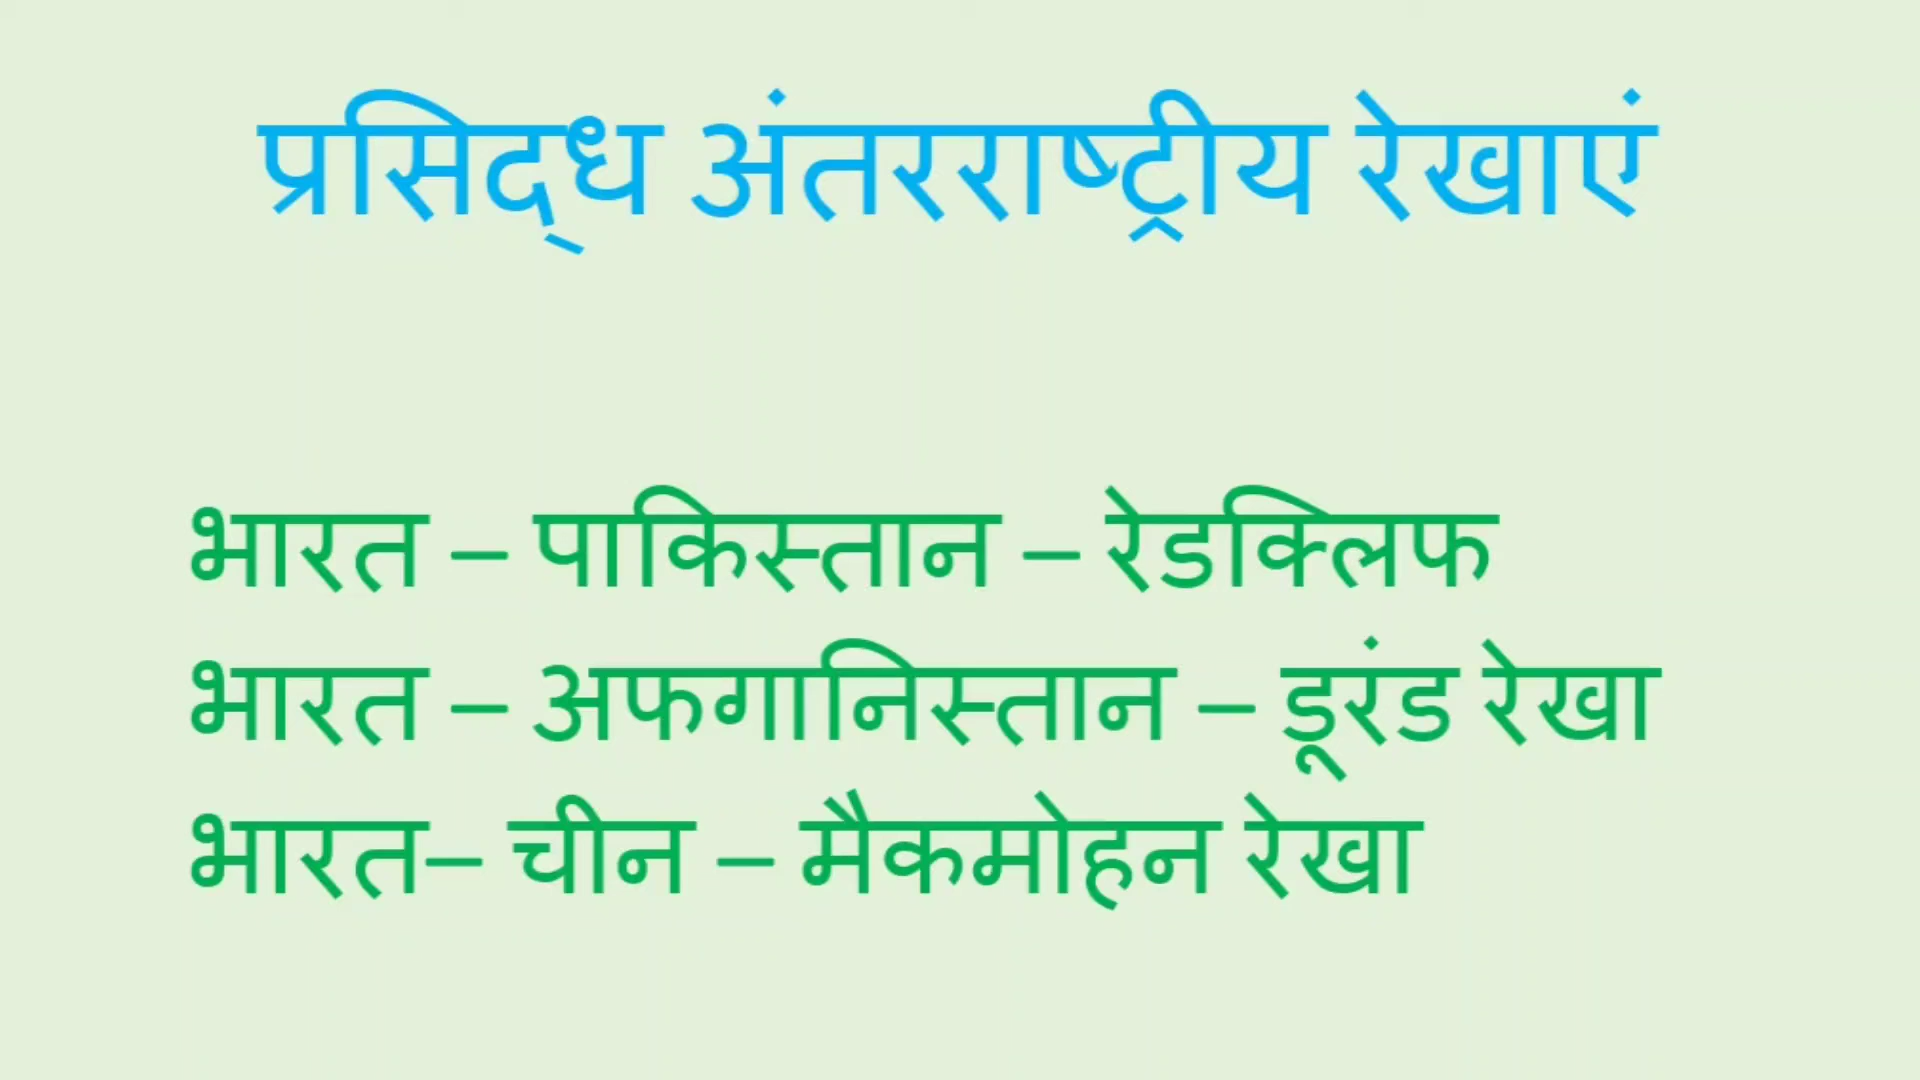 प्रसिद्ध अंतरराष्ट्रीय रेखाएं
भारत – पाकिस्तान – रेडक्लिफ
भारत – अफगानिस्तान – डूरंड रेखा
भारत– चीन – मैकमोहन रेखा